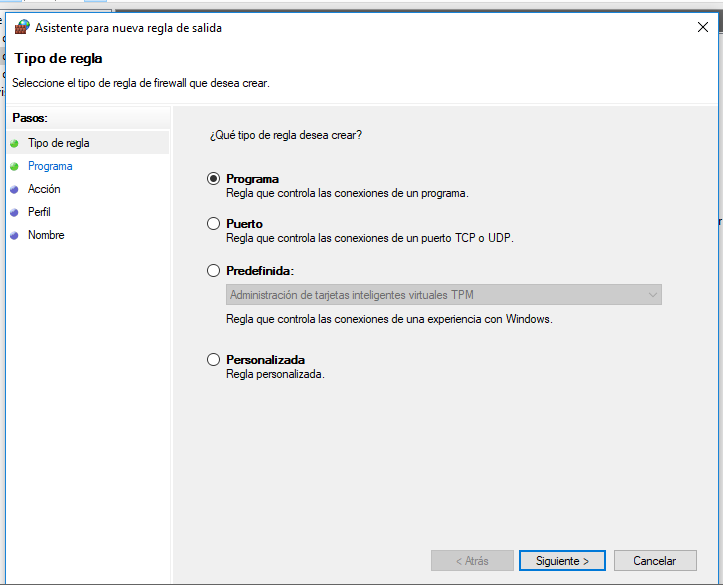 Asistente para nueva regla de salida
Tipo de regla
Seleccione el tipo de regla de firewall que desea crear.
Pasos:
Tipo de regla
Programa
Acción
Perfil
Nombre
¿Qué tipo de regla desea crear?
Programa
Regla que controla las conexiones de un programa.
Puerto
Regla que controla las conexiones de un puerto TCP o UDP.
Predefinida:
Administración de tarjetas inteligentes virtuales TPM
Regla que controla las conexiones de una experiencia con Windows.
Personalizada
Regla personalizada.
< Atrás
Siguiente >
Cancelar